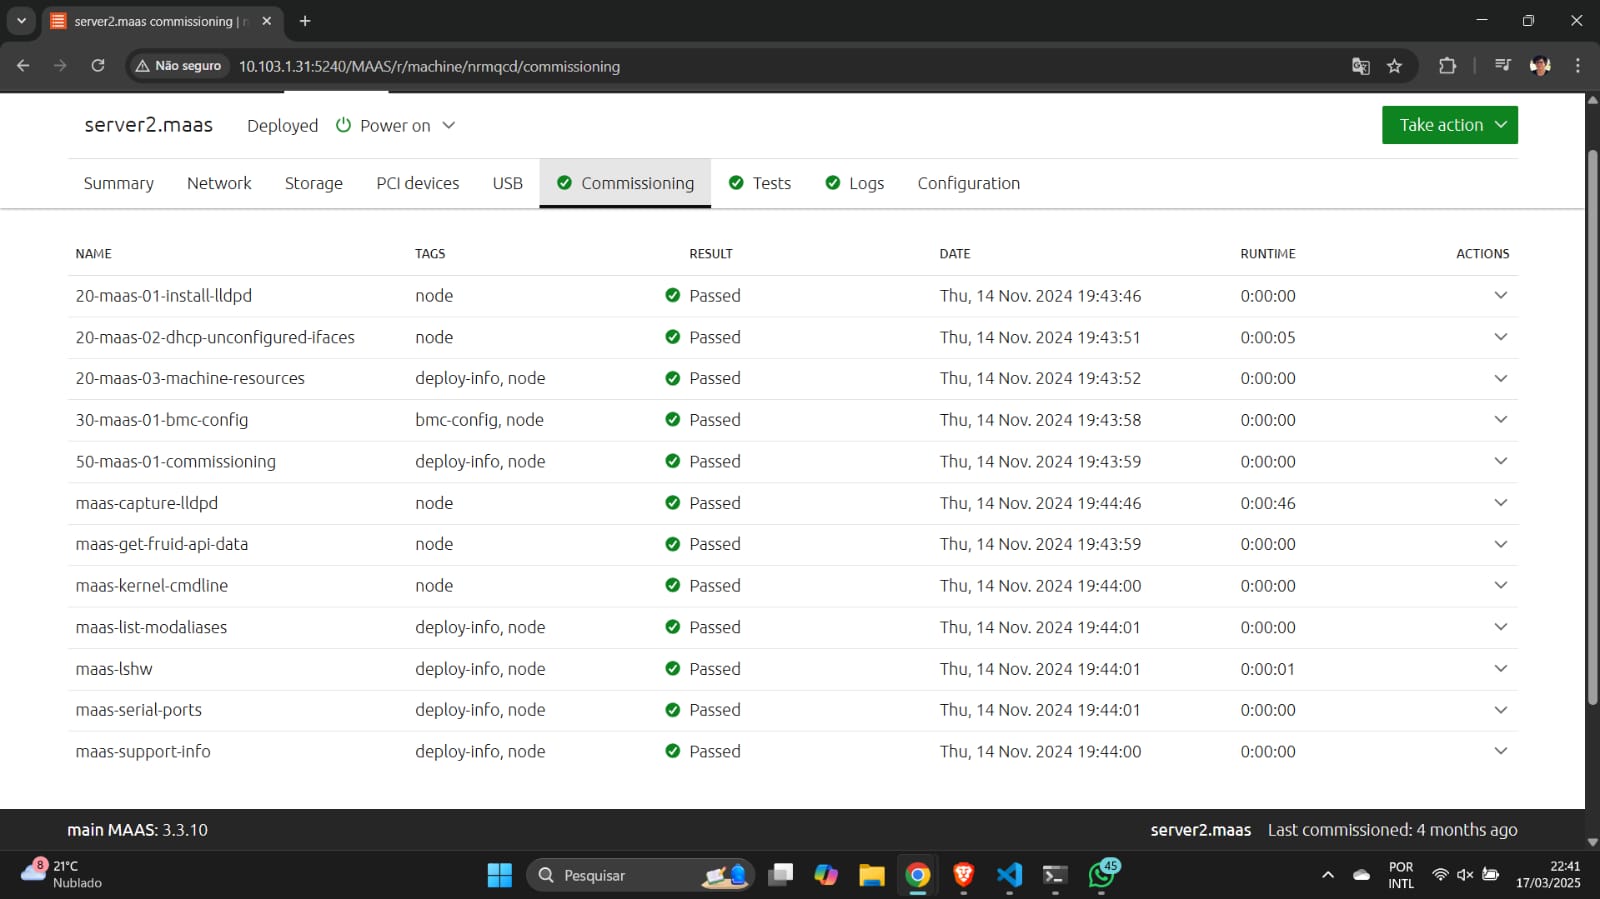 server2.maas commissioning |
Não seguro 10.103.1.31:5240/MAAS/r/machine/nrmqcd/commissioning
server2.maas Deployed Power on Take action
Summary Network Storage PCI devices USB Commissioning Tests Logs Configuration
NAME TAGS RESULT DATE RUNTIME ACTIONS
20-maas-01-install-lldpd node Passed Thu, 14 Nov. 2024 19:43:46 0:00:00
20-maas-02-dhcp-unconfigured-ifaces node Passed Thu, 14 Nov. 2024 19:43:51 0:00:05
20-maas-03-machine-resources deploy-info, node Passed Thu, 14 Nov. 2024 19:43:52 0:00:00
30-maas-01-bmc-config bmc-config, node Passed Thu, 14 Nov. 2024 19:43:58 0:00:00
50-maas-01-commissioning deploy-info, node Passed Thu, 14 Nov. 2024 19:43:59 0:00:00
maas-capture-lldpd node Passed Thu, 14 Nov. 2024 19:44:46 0:00:46
maas-get-fruid-api-data node Passed Thu, 14 Nov. 2024 19:43:59 0:00:00
maas-kernel-cmdline node Passed Thu, 14 Nov. 2024 19:44:00 0:00:00
maas-list-modaliases deploy-info, node Passed Thu, 14 Nov. 2024 19:44:01 0:00:00
maas-lshw deploy-info, node Passed Thu, 14 Nov. 2024 19:44:01 0:00:01
maas-serial-ports deploy-info, node Passed Thu, 14 Nov. 2024 19:44:01 0:00:00
maas-support-info deploy-info, node Passed Thu, 14 Nov. 2024 19:44:00 0:00:00
main MAAS: 3.3.10 server2.maas Last commissioned: 4 months ago
8 21°C
Nublado
Pesquisar
45
POR
INTL
22:41
17/03/2025